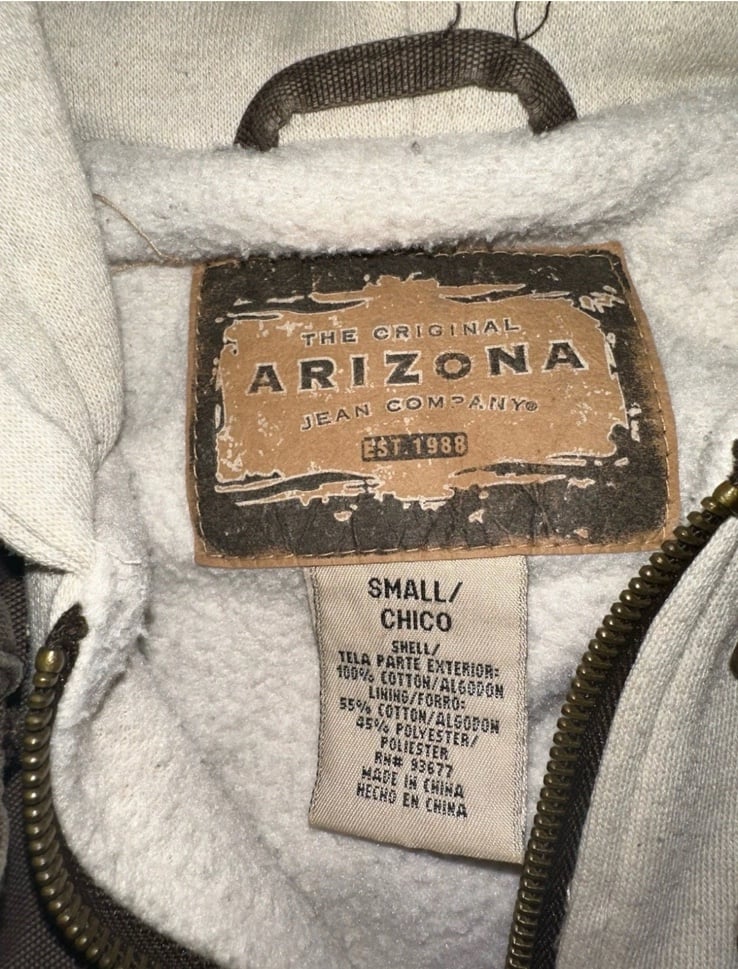 THE ORIGINAL
ARIZONA
JEAN COMPANY®
EST. 1988
SMALL/
CHICO
SHELL/
TELA PARTE EXTERIOR:
100% COTTON/ALGODON
LINING/FORRO:
55% COTTON/ALGODON
45% POLYESTER/
POLIESTER
RN# 93677
MADE IN CHINA
HECHO EN CHINA